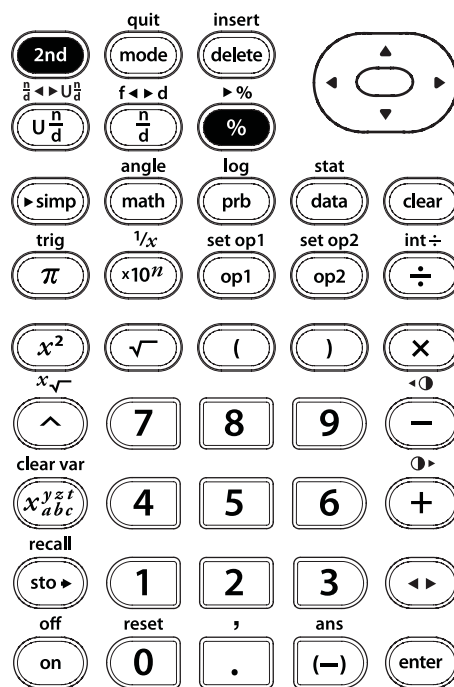 quit insert
2nd mode delete
n/d ◄► U n/d f ◄► d ► %
U n/d n/d %
angle log stat
►simp math prb data clear
trig 1/x set op1 set op2 int÷
π ×10ⁿ op1 op2 ÷
x² √ ( ) ×
ˣ√ ◄◑
^ 7 8 9 −
clear var ◑►
x y z t a b c 4 5 6 +
recall
sto► 1 2 3 ◄►
off reset , ans
on 0 . (−) enter